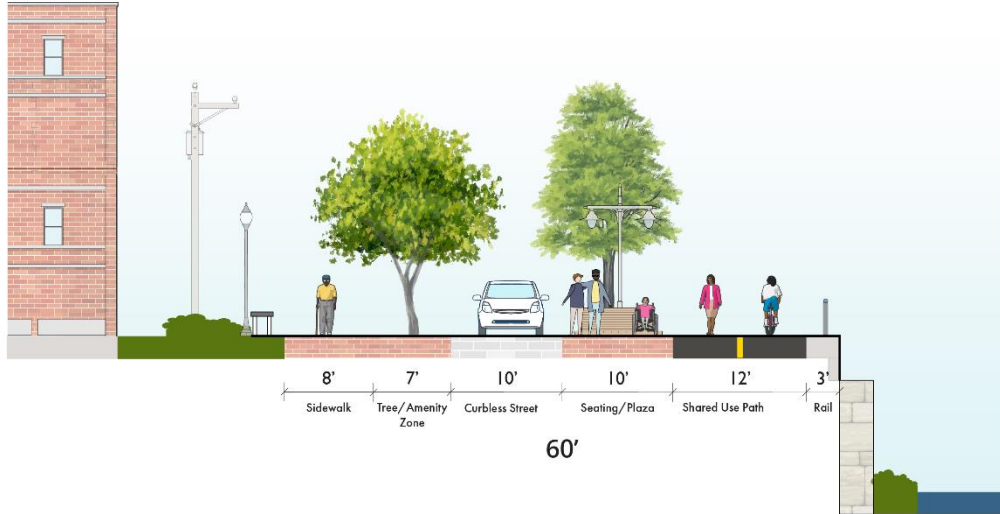 8’ 7’ 10’ 10’ 12’ 3’
Sidewalk Tree/Amenity Curbless Street Seating/Plaza Shared Use Path Rail
Zone
60’